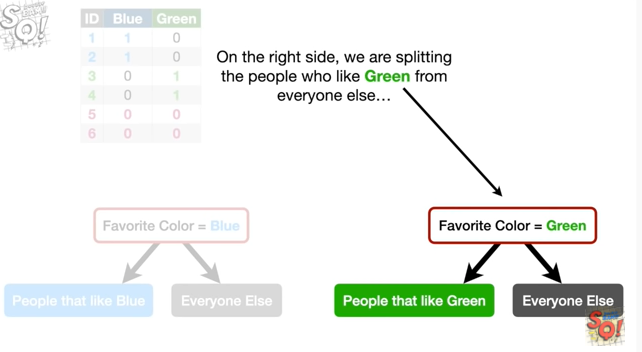 SQ!
ID Blue Green
1 1 0
2 1 0
3 0 1
4 0 1
5 0 0
6 0 0
On the right side, we are splitting
the people who like Green from
everyone else…
Favorite Color = Blue
Favorite Color = Green
People that like Blue
Everyone Else
People that like Green
Everyone Else
SQ!